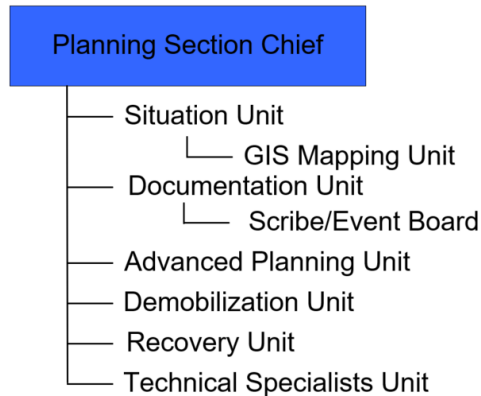 Planning Section Chief
Situation Unit
GIS Mapping Unit
Documentation Unit
Scribe/Event Board
Advanced Planning Unit
Demobilization Unit
Recovery Unit
Technical Specialists Unit